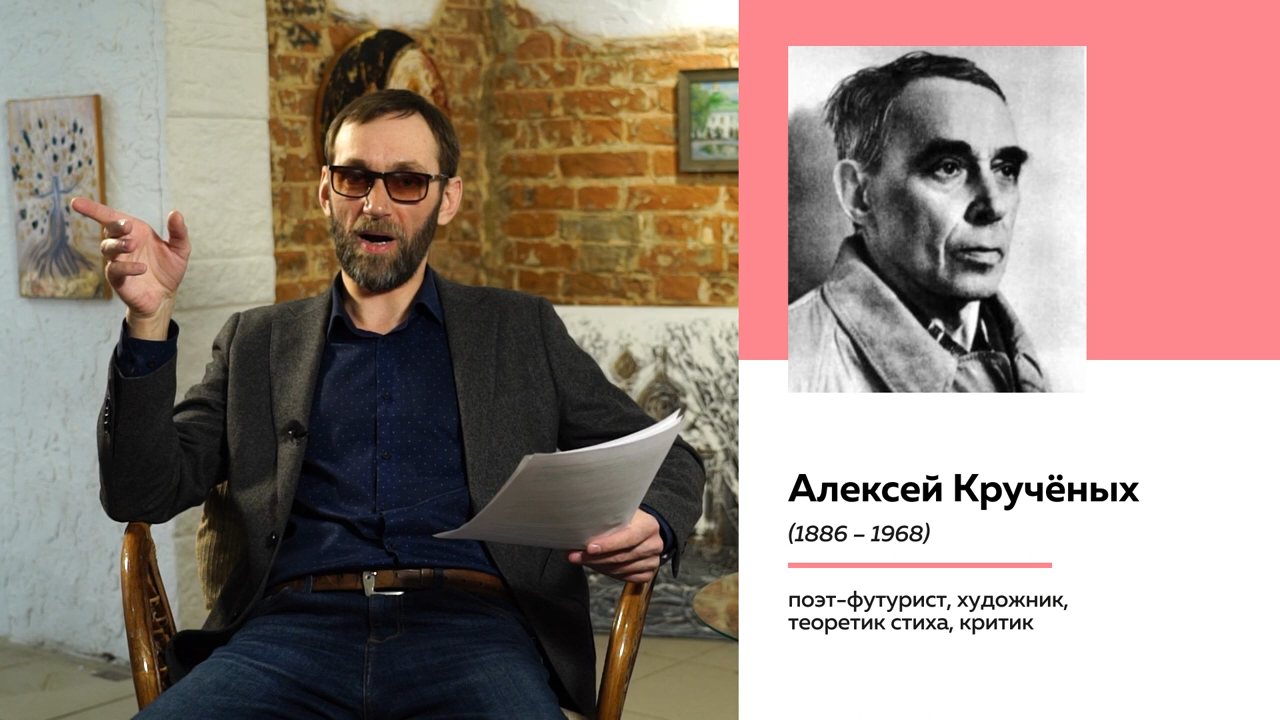 Алексей Кручёных
(1886 – 1968)
поэт-футурист, художник,
теоретик стиха, критик